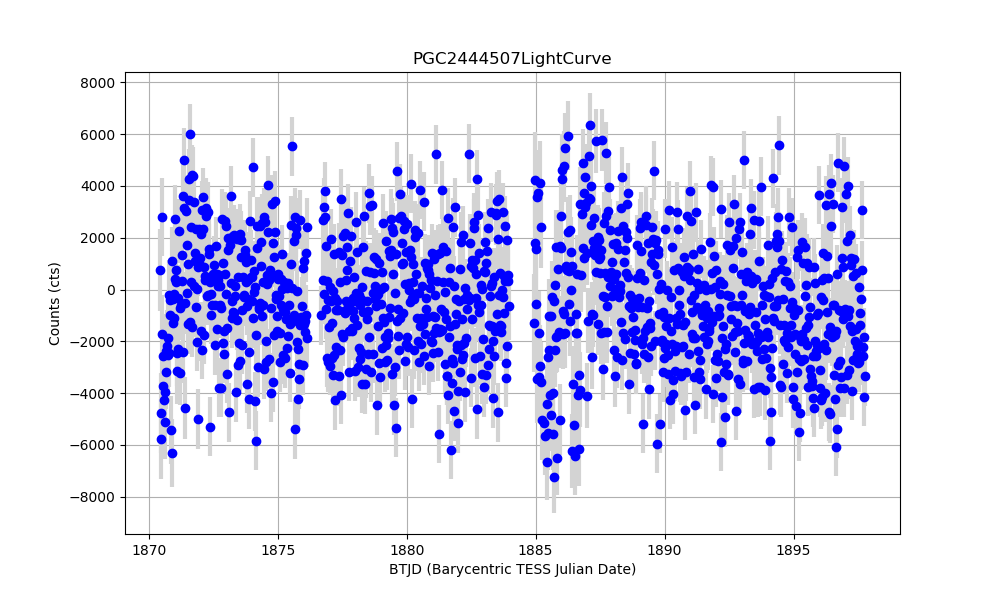 PGC2444507LightCurve
8000
6000
4000
2000
0
−2000
−4000
−6000
−8000
Counts (cts)
1870 1875 1880 1885 1890 1895
BTJD (Barycentric TESS Julian Date)